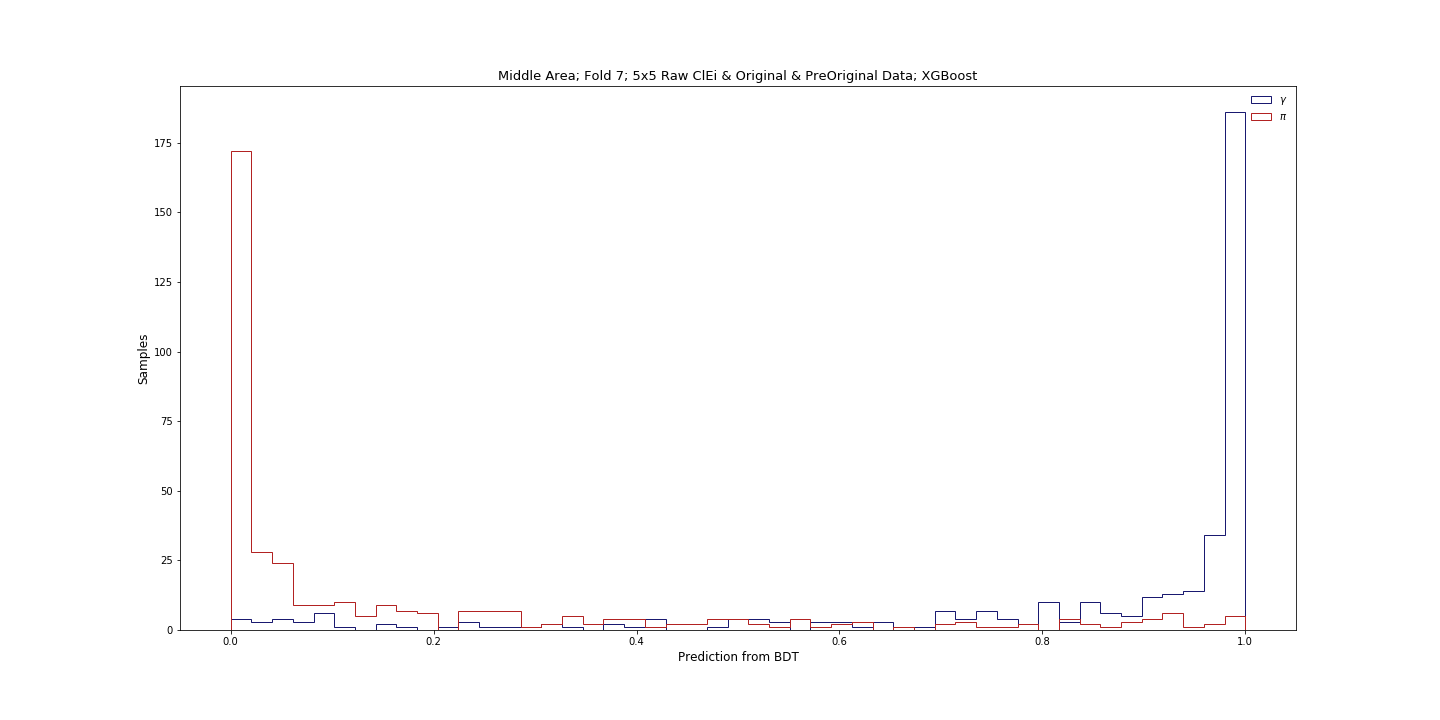 Middle Area; Fold 7; 5x5 Raw ClEi & Original & PreOriginal Data; XGBoost
γ
π
175
150
125
100
75
50
25
0
Samples
0.0 0.2 0.4 0.6 0.8 1.0
Prediction from BDT